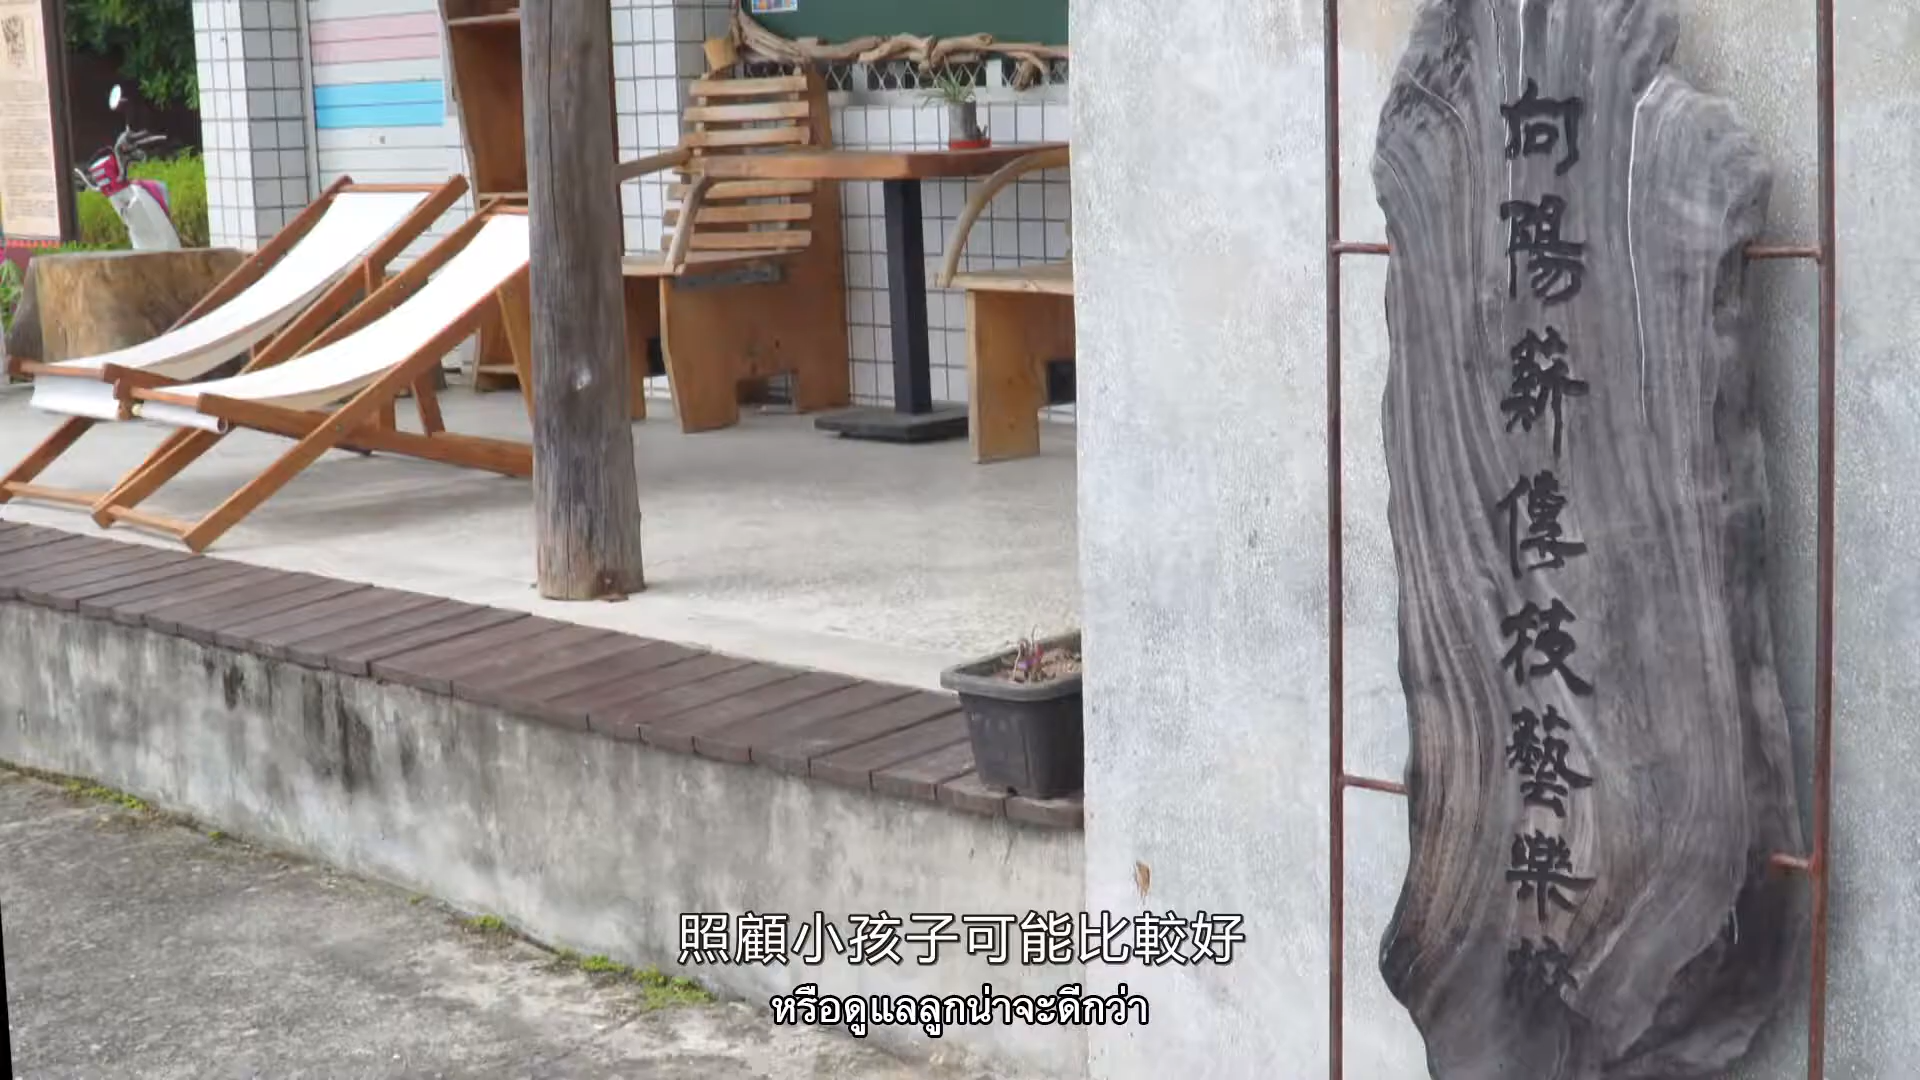 向陽薪傳技藝樂校
照顧小孩子可能比較好
หรือดูแลลูกน่าจะดีกว่า